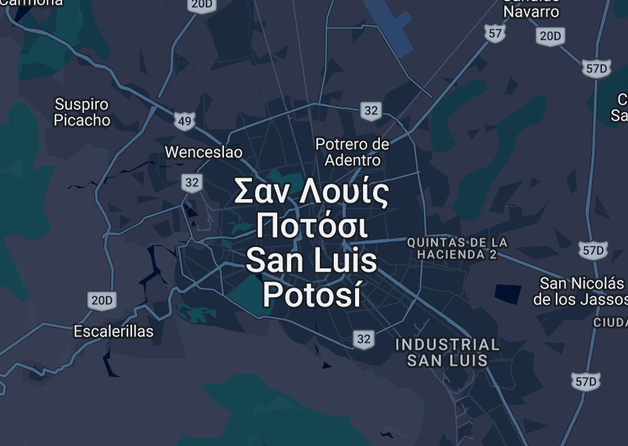 Carmona
20D
Navarro
57
20D
57D
Suspiro
Picacho
49
32
Wenceslao
Potrero de
Adentro
32
Σαν Λουίς
Ποτόσι
San Luis
Potosí
QUINTAS DE LA
HACIENDA 2
57D
San Nicolás
de los Jassos
20D
Escalerillas
32
INDUSTRIAL
SAN LUIS
57D